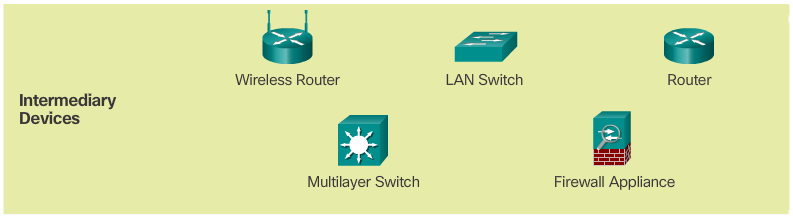 Wireless Router
LAN Switch
Router
Intermediary
Devices
Multilayer Switch
Firewall Appliance